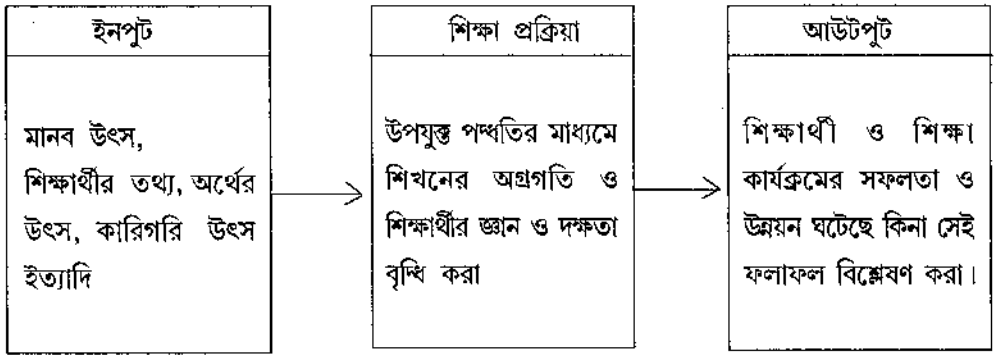 ইনপুট
মানব উৎস,
শিক্ষার্থীর তথ্য, অর্থের
উৎস, কারিগরি উৎস
ইত্যাদি
শিক্ষা প্রক্রিয়া
উপযুক্ত পদ্ধতির মাধ্যমে
শিখনের অগ্রগতি ও
শিক্ষার্থীর জ্ঞান ও দক্ষতা
বৃদ্ধি করা
আউটপুট
শিক্ষার্থী ও শিক্ষা
কার্যক্রমের সফলতা ও
উন্নয়ন ঘটেছে কিনা সেই
ফলাফল বিশ্লেষণ করা।